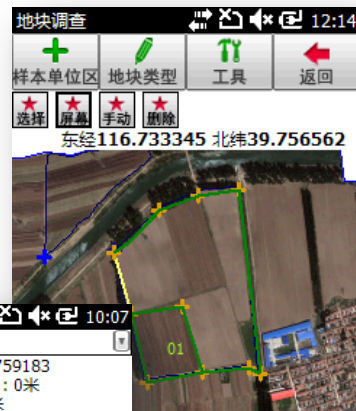 地块调查 12:14
样本单位区 地块类型 工具 返回
选择 屏幕 手动 删除
东经116.733345 北纬39.756562
01
10:07
759183
: 0米
米